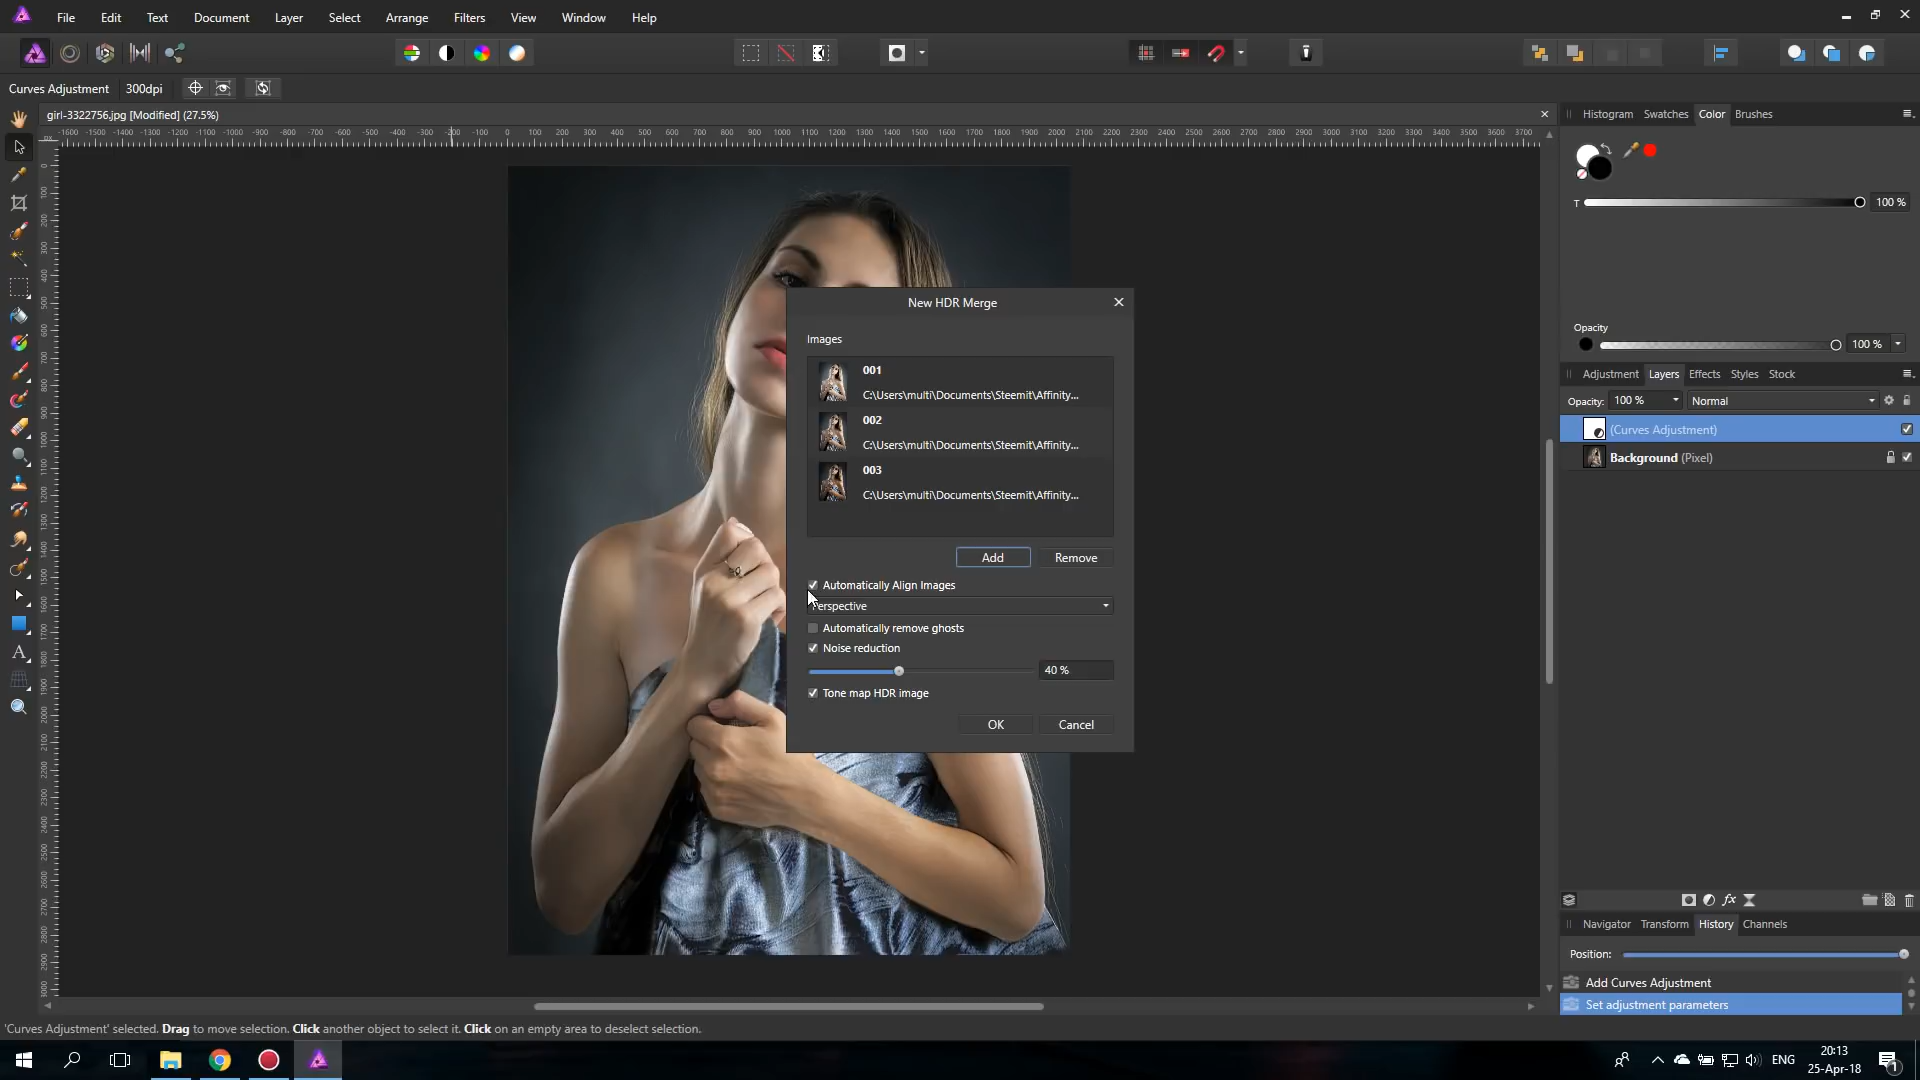 File Edit Text Document Layer Select Arrange Filters View Window Help
Curves Adjustment 300dpi
girl-3322756.jpg [Modified] (27.5%)
Histogram Swatches Color Brushes
100 %
Opacity
100 %
Adjustment Layers Effects Styles Stock
Opacity: 100 % Normal
(Curves Adjustment)
Background (Pixel)
New HDR Merge
Images
001
C:\Users\multi\Documents\Steemit\Affinity...
002
C:\Users\multi\Documents\Steemit\Affinity...
003
C:\Users\multi\Documents\Steemit\Affinity...
Add Remove
Automatically Align Images
Perspective
Automatically remove ghosts
Noise reduction
40 %
Tone map HDR image
OK Cancel
Navigator Transform History Channels
Position:
Add Curves Adjustment
Set adjustment parameters
'Curves Adjustment' selected. Drag to move selection. Click another object to select it. Click on an empty area to deselect selection.
ENG
20:13
25-Apr-18
1